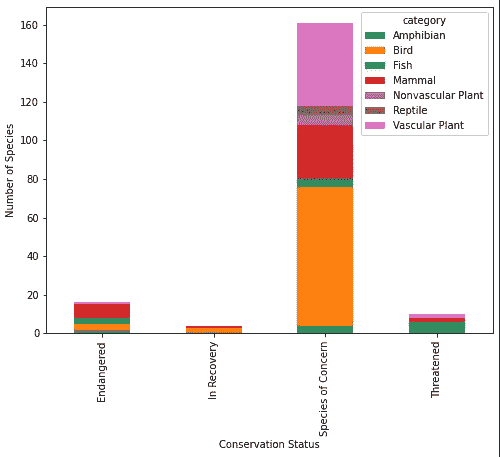 category
Amphibian
Bird
Fish
Mammal
Nonvascular Plant
Reptile
Vascular Plant
160
140
120
100
80
60
40
20
0
Number of Species
Endangered
In Recovery
Species of Concern
Threatened
Conservation Status